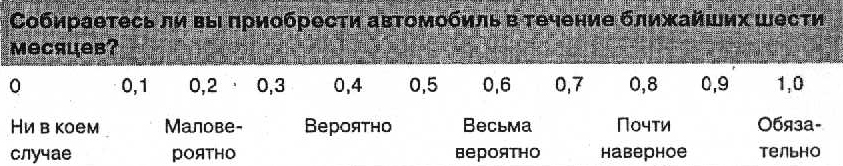 Собираетесь ли вы приобрести автомобиль в течение ближайших шести
месяцев?
0 0,1 0,2 0,3 0,4 0,5 0,6 0,7 0,8 0,9 1,0
Ни в коем Малове- Вероятно Весьма Почти Обяза-
случае роятно вероятно наверное тельно